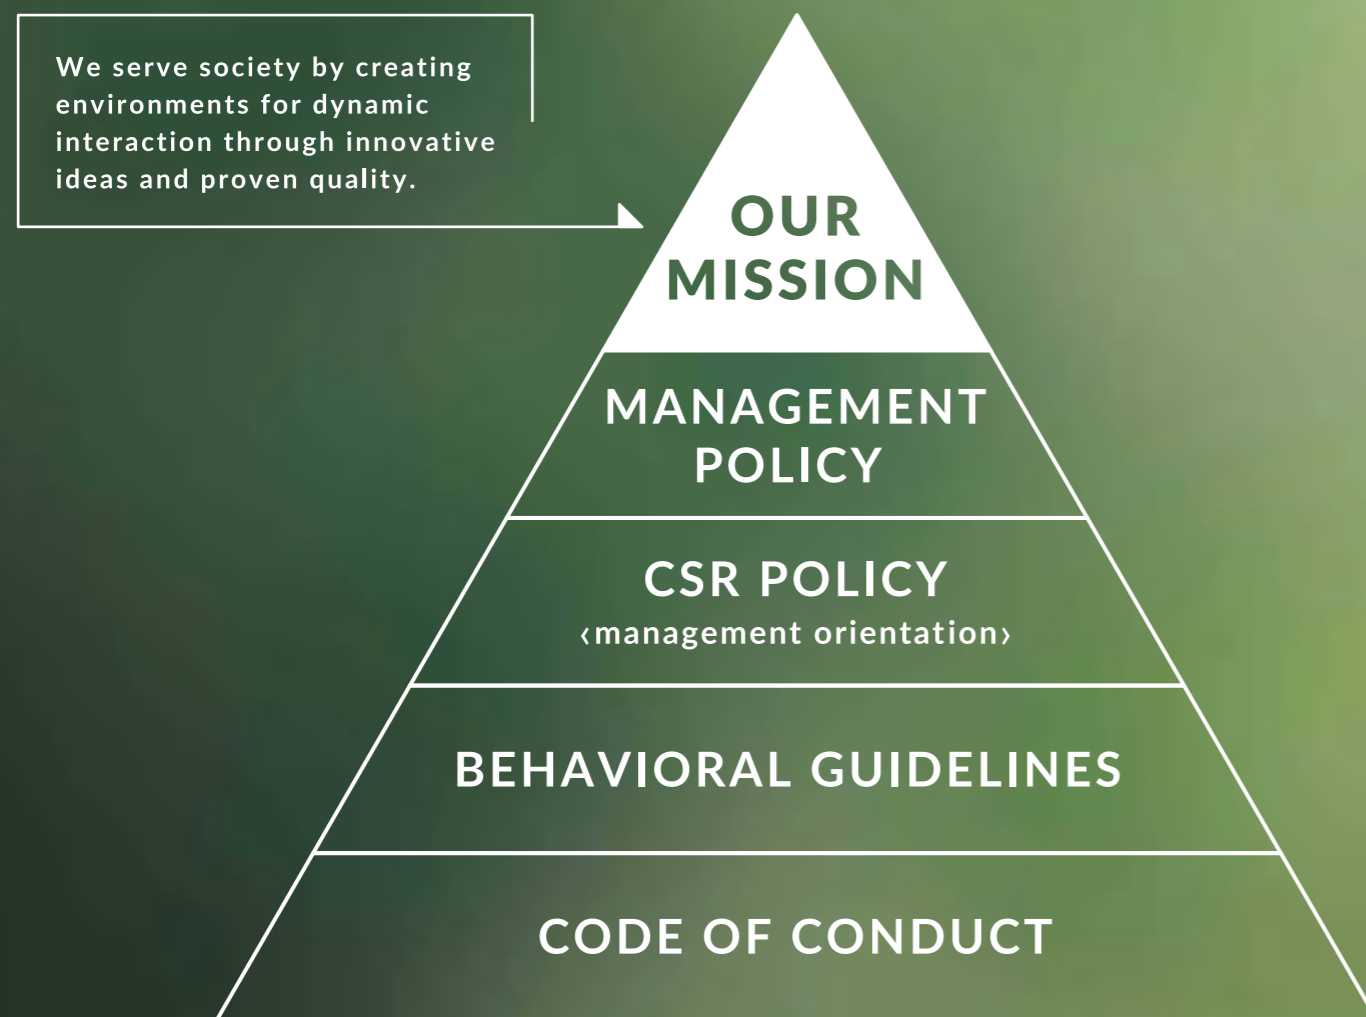 We serve society by creating
environments for dynamic
interaction through innovative
ideas and proven quality.
OUR
MISSION
MANAGEMENT
POLICY
CSR POLICY
‹management orientation›
BEHAVIORAL GUIDELINES
CODE OF CONDUCT